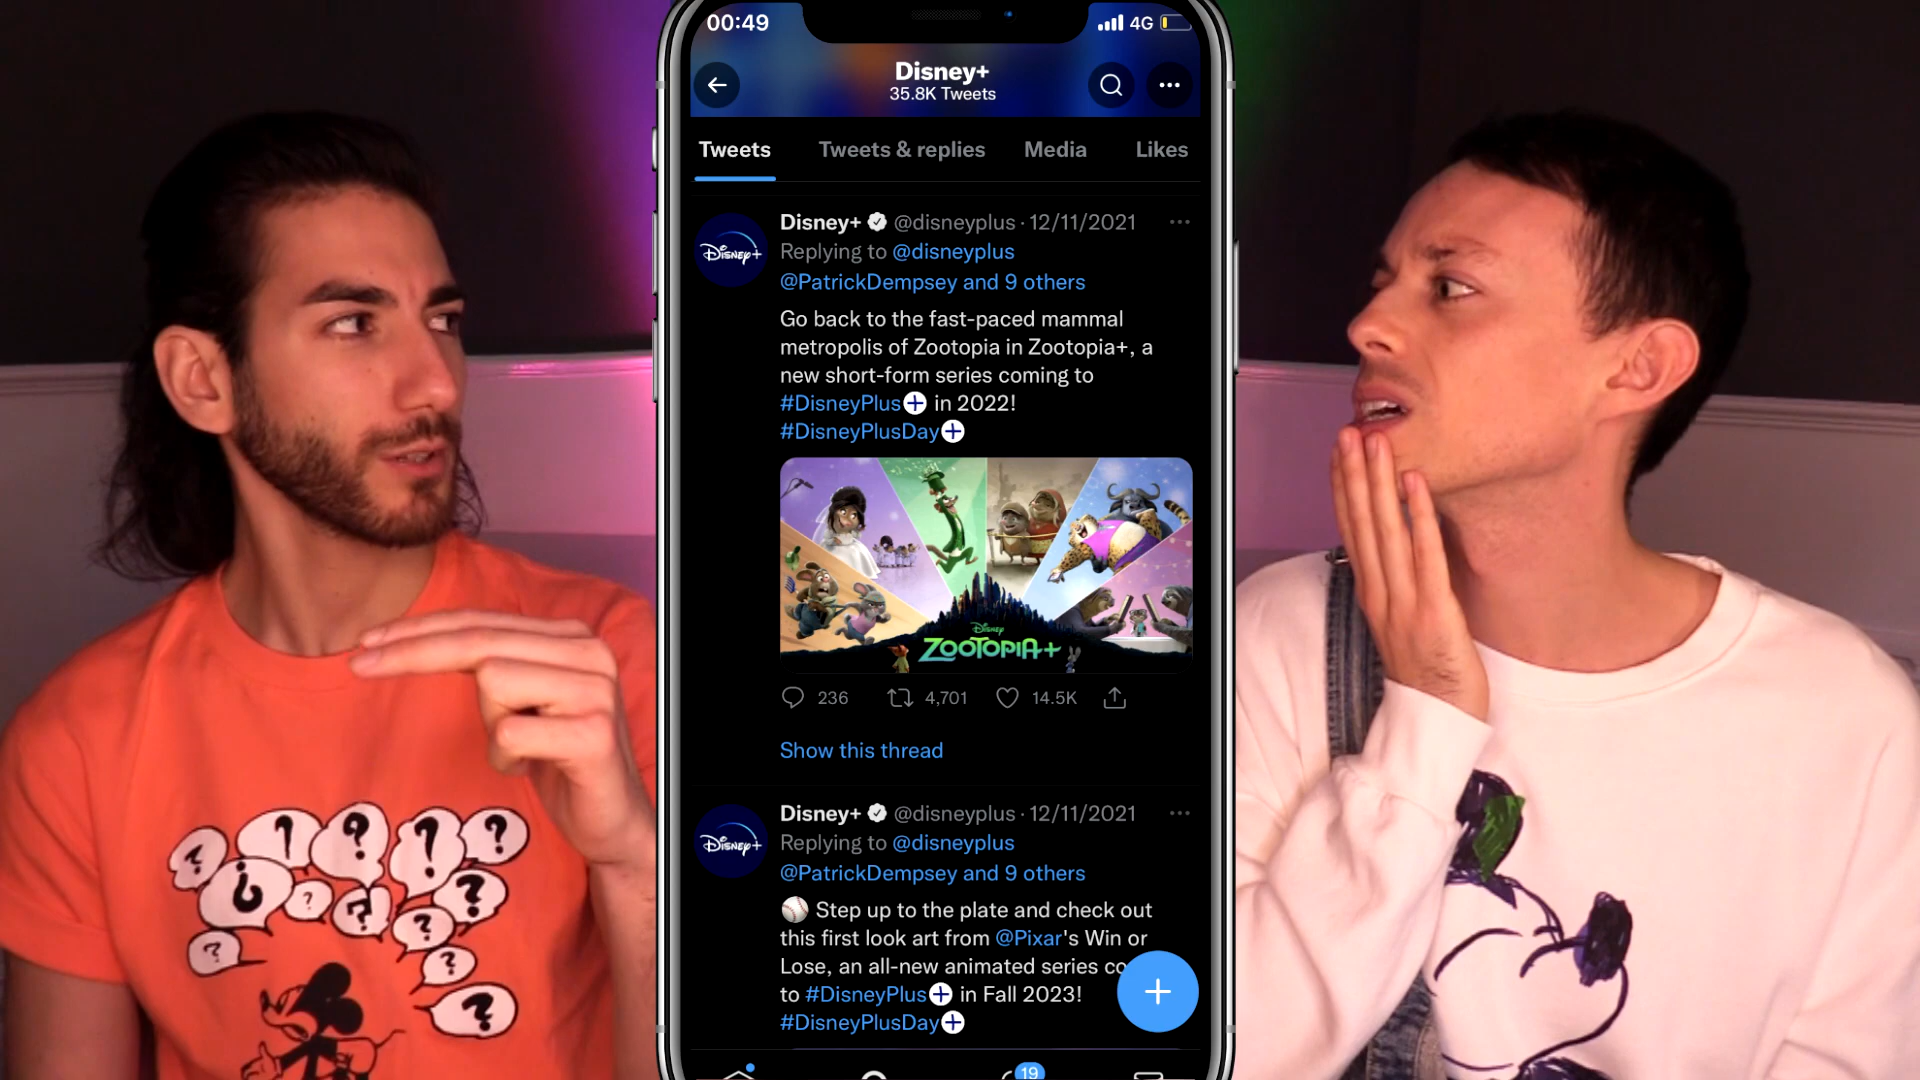 00:49
4G
Disney+
35.8K Tweets
Tweets
Tweets & replies
Media
Likes
Disney+
Disney+ @disneyplus · 12/11/2021
Replying to @disneyplus
@PatrickDempsey and 9 others
Go back to the fast-paced mammal
metropolis of Zootopia in Zootopia+, a
new short-form series coming to
#DisneyPlus in 2022!
#DisneyPlusDay
Disney
ZOOTOPIA+
236
4,701
14.5K
Show this thread
Disney+
Disney+ @disneyplus · 12/11/2021
Replying to @disneyplus
@PatrickDempsey and 9 others
Step up to the plate and check out
this first look art from @Pixar's Win or
Lose, an all-new animated series co
to #DisneyPlus in Fall 2023!
#DisneyPlusDay
19
? ! ? ! ?
¿ ? ? ? ?
? ? ?